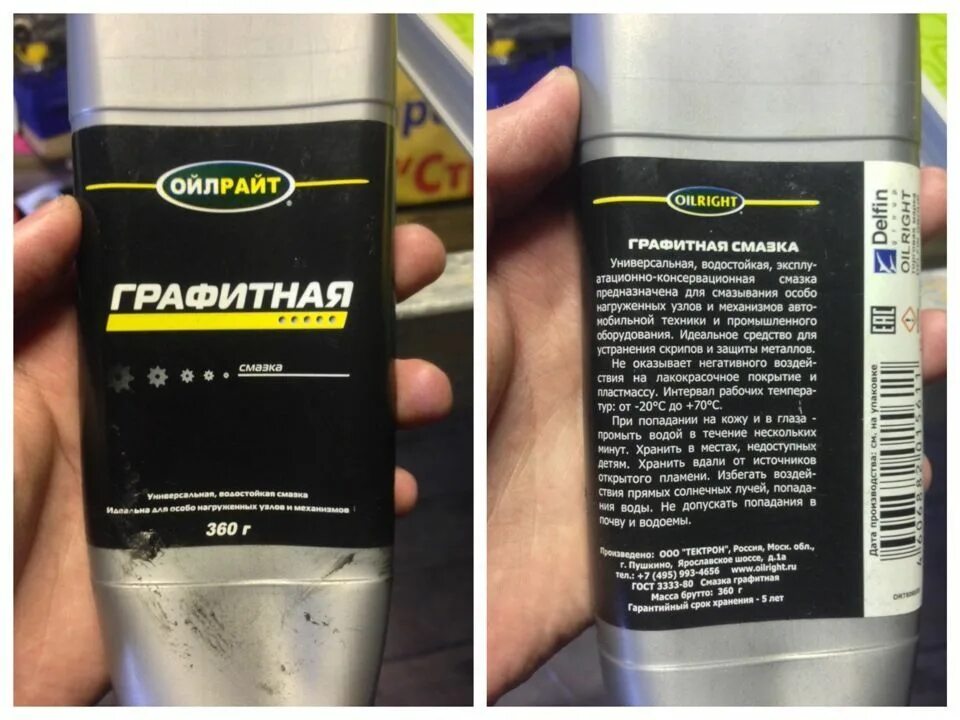 ОЙЛРАЙТ
ГРАФИТНАЯ
смазка
Универсальная, водостойкая смазка
Идеальна для особо нагруженных узлов и механизмов
360 г
"Ст
OILRIGHT
ГРАФИТНАЯ СМАЗКА
Универсальная, водостойкая, эксплу-
атационно-консервационная смазка
предназначена для смазывания особо
нагруженных узлов и механизмов авто-
мобильной техники и промышленного
оборудования. Идеальное средство для
устранения скрипов и защиты металлов.
Не оказывает негативного воздей-
ствия на лакокрасочное покрытие и
пластмассу. Интервал рабочих темпера-
тур: от -20°С до +70°С.
При попадании на кожу и в глаза -
промыть водой в течение нескольких
минут. Хранить в местах, недоступных
детям. Хранить вдали от источников
открытого пламени. Избегать воздей-
ствия прямых солнечных лучей, попада-
ния воды. Не допускать попадания в
почву и водоемы.
Произведено: ООО "ТЕКТРОН", Россия, Моск. обл.,
г. Пушкино, Ярославское шоссе, д.1а
тел.: +7 (495) 993-4656 www.oilright.ru
ГОСТ 3333-80 Смазка графитная
Масса брутто: 360 г
Гарантийный срок хранения - 5 лет
Delfin
group
OILRIGHT
торговая марка
EAC
Дата производства: см. на упаковке